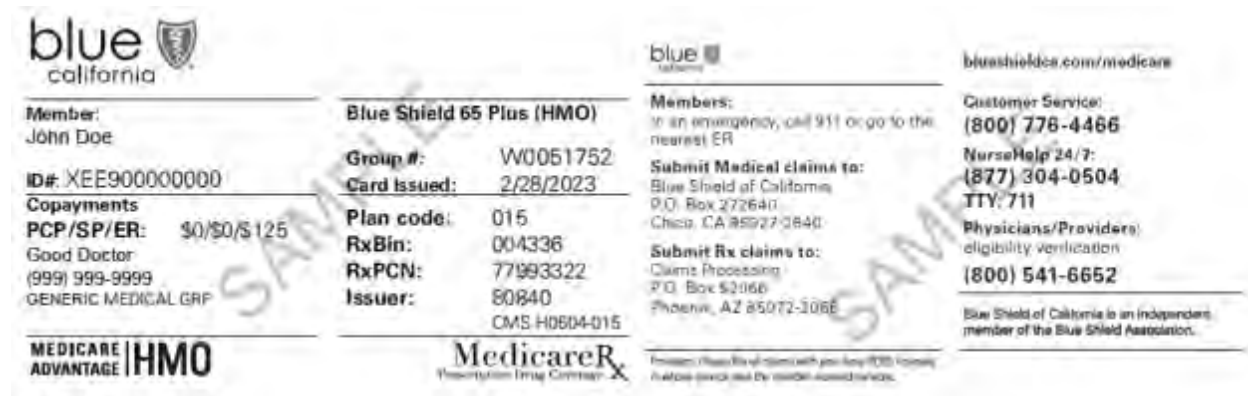 blue
california
Member:
John Doe
ID#: XEE900000000
Copayments
PCP/SP/ER: $0/$0/$125
Good Doctor
(999) 999-9999
GENERIC MEDICAL GRP
MEDICARE
ADVANTAGE HMO
Blue Shield 65 Plus (HMO)
Group #: W0051752
Card Issued: 2/28/2023
Plan code: 015
RxBin: 004336
RxPCN: 77993322
Issuer: 80840
CMS-H0504-015
MedicareRx
Prescription Drug Coverage
SAMPLE
blue
california
Members:
In an emergency, call 911 or go to the
nearest ER
Submit Medical claims to:
Blue Shield of California
P.O. Box 272640
Chico, CA 95927-2640
Submit Rx claims to:
Claims Processing
P.O. Box 52066
Phoenix, AZ 85072-2066
blueshieldca.com/medicare
Customer Service:
(800) 776-4466
NurseHelp 24/7:
(877) 304-0504
TTY: 711
Physicians/Providers:
eligibility verification
(800) 541-6652
Blue Shield of California is an independent
member of the Blue Shield Association.
SAMPLE